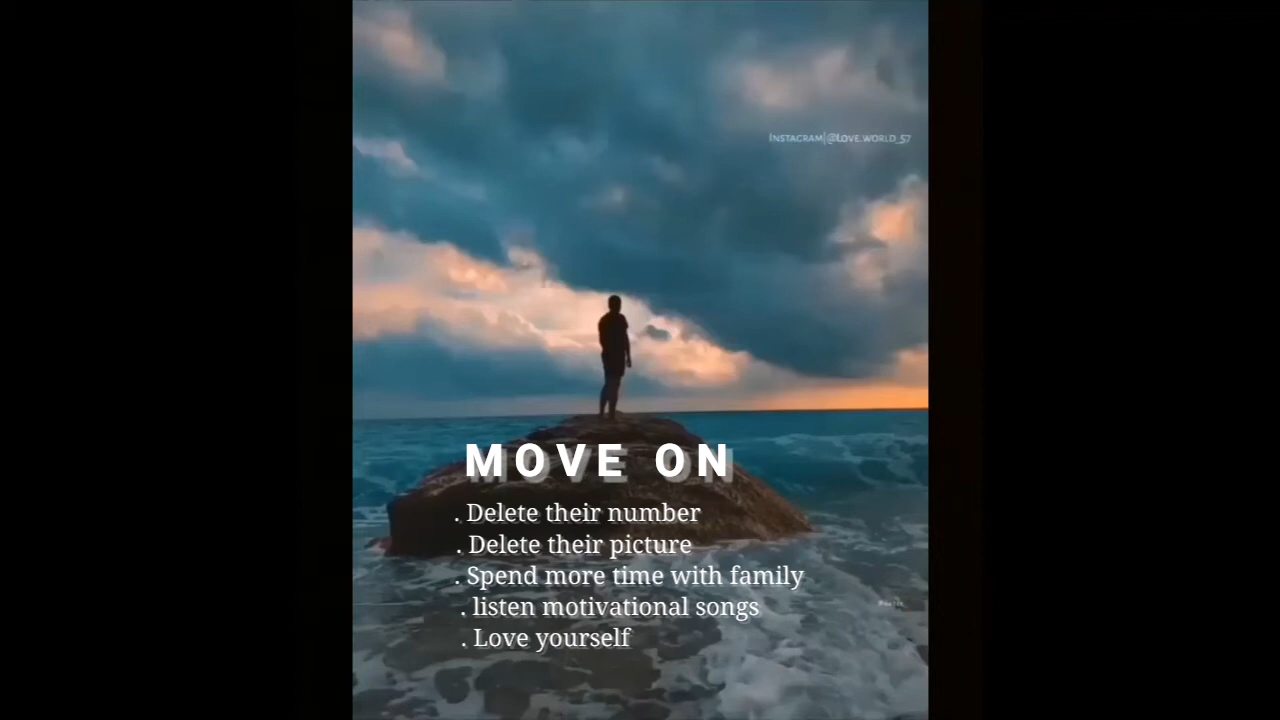 INSTAGRAM|@LOVE.WORLD_57
MOVE ON
. Delete their number
. Delete their picture
. Spend more time with family
. listen motivational songs
. Love yourself